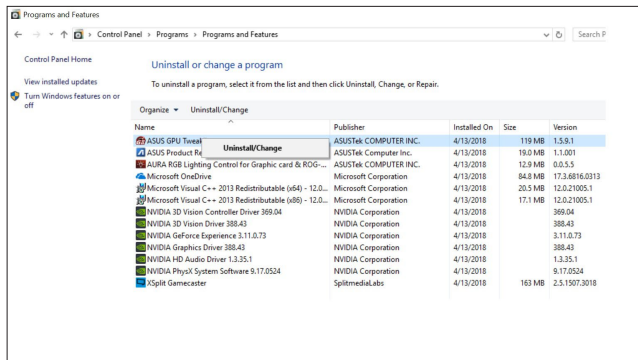 Programs and Features
Control Panel > Programs > Programs and Features
Search P
Control Panel Home
Uninstall or change a program
View installed updates
To uninstall a program, select it from the list and then click Uninstall, Change, or Repair.
Turn Windows features on or
off
Organize Uninstall/Change
Name Publisher Installed On Size Version
ASUS GPU Tweak ASUSTek COMPUTER INC. 4/13/2018 119 MB 1.5.9.1
Uninstall/Change
ASUS Product Re ASUSTek Computer Inc. 4/13/2018 19.0 MB 1.1.001
AURA RGB Lighting Control for Graphic card & ROG-... ASUSTek COMPUTER INC. 4/13/2018 12.9 MB 0.0.5.5
Microsoft OneDrive Microsoft Corporation 4/13/2018 84.8 MB 17.3.6816.0313
Microsoft Visual C++ 2013 Redistributable (x64) - 12.0... Microsoft Corporation 4/13/2018 20.5 MB 12.0.21005.1
Microsoft Visual C++ 2013 Redistributable (x86) - 12.0... Microsoft Corporation 4/13/2018 17.1 MB 12.0.21005.1
NVIDIA 3D Vision Controller Driver 369.04 NVIDIA Corporation 4/13/2018 369.04
NVIDIA 3D Vision Driver 388.43 NVIDIA Corporation 4/13/2018 388.43
NVIDIA GeForce Experience 3.11.0.73 NVIDIA Corporation 4/13/2018 3.11.0.73
NVIDIA Graphics Driver 388.43 NVIDIA Corporation 4/13/2018 388.43
NVIDIA HD Audio Driver 1.3.35.1 NVIDIA Corporation 4/13/2018 1.3.35.1
NVIDIA PhysX System Software 9.17.0524 NVIDIA Corporation 4/13/2018 9.17.0524
XSplit Gamecaster SplitmediaLabs 4/13/2018 163 MB 2.5.1507.3018